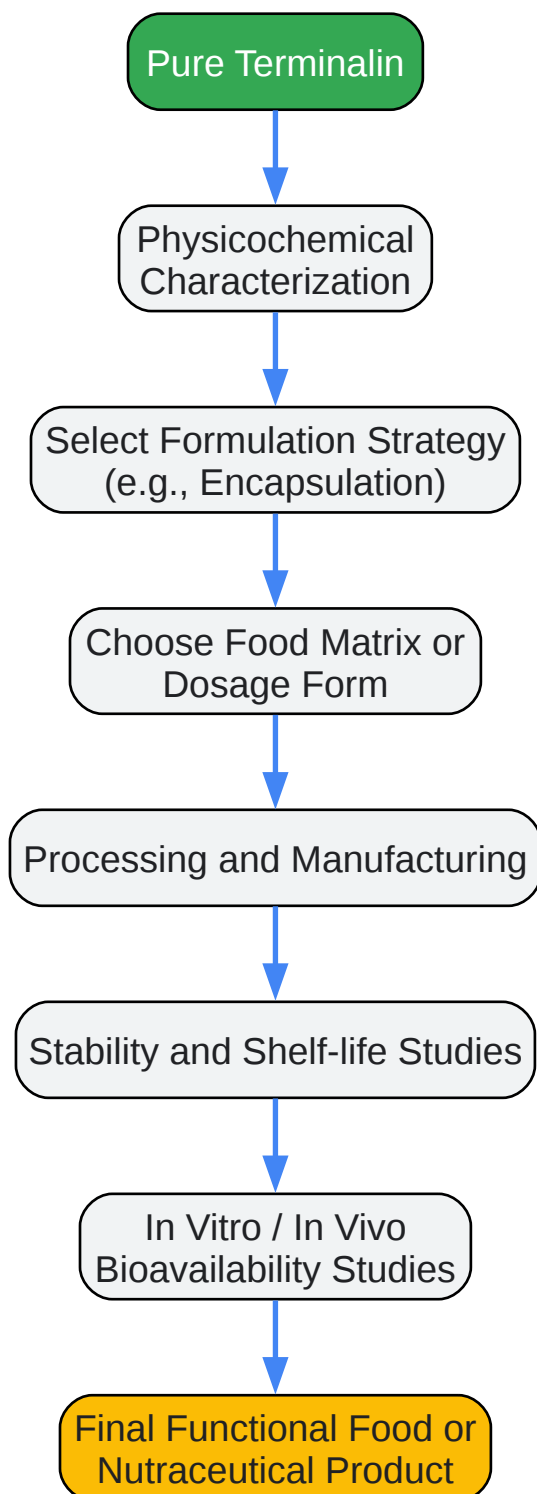 Pure Terminalin
Physicochemical
Characterization
Select Formulation Strategy
(e.g., Encapsulation)
Choose Food Matrix or
Dosage Form
Processing and Manufacturing
Stability and Shelf-life Studies
In Vitro / In Vivo
Bioavailability Studies
Final Functional Food or
Nutraceutical Product